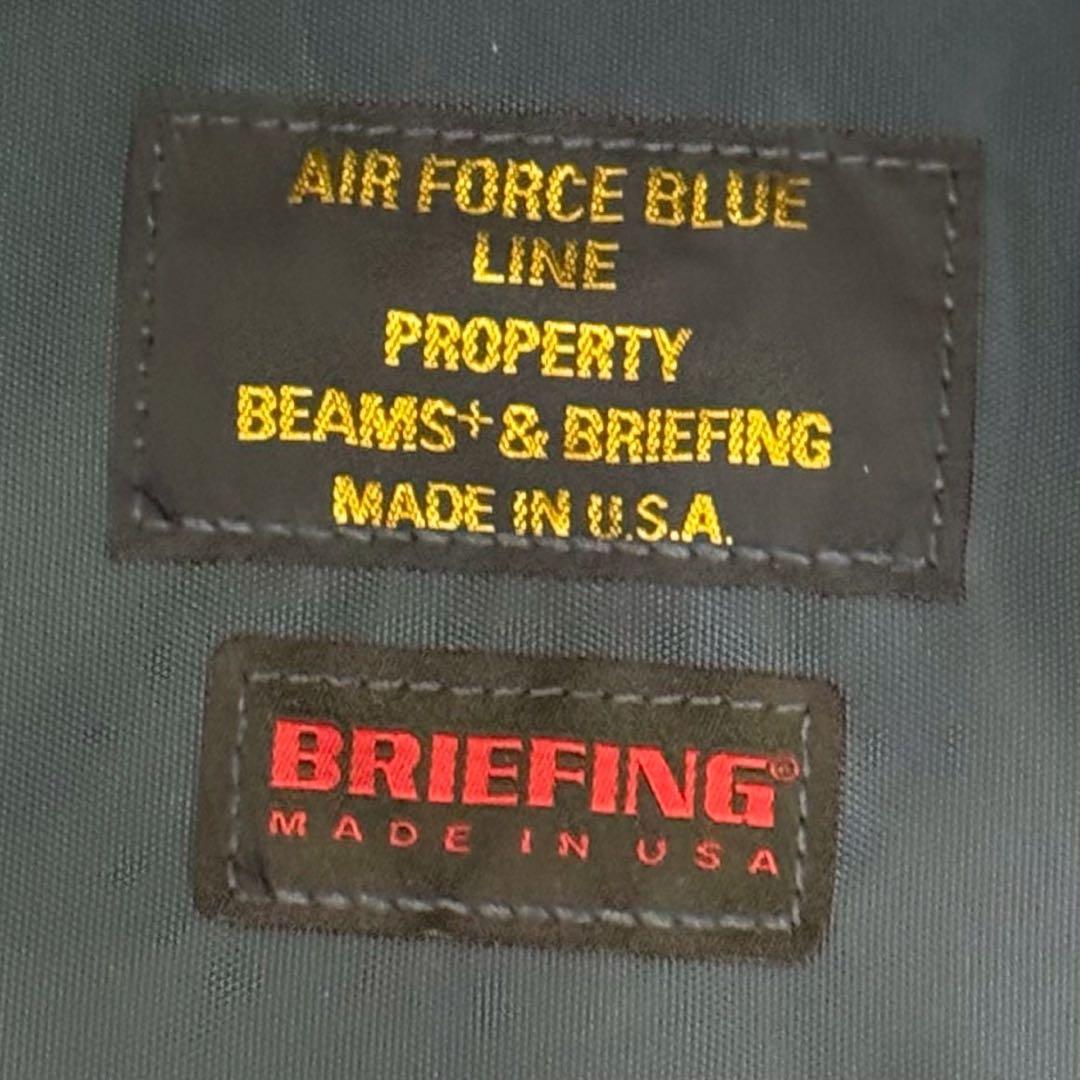 AIR FORCE BLUE
LINE
PROPERTY
BEAMS+ & BRIEFING
MADE IN U.S.A.
BRIEFING®
MADE IN USA